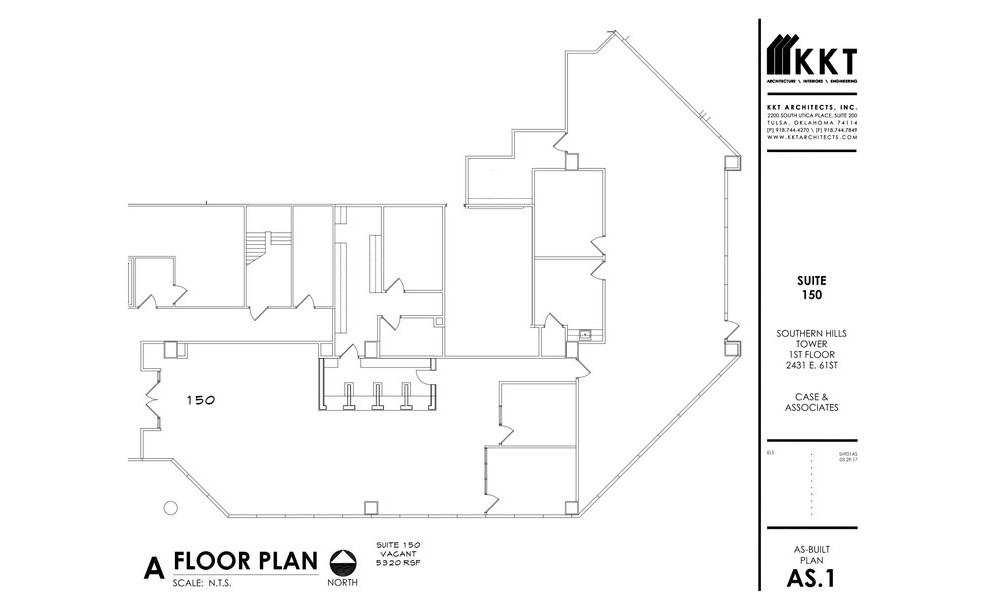 KKT
ARCHITECTURE \ INTERIORS \ ENGINEERING
KKT ARCHITECTS, INC.
2200 SOUTH UTICA PLACE, SUITE 200
TULSA, OKLAHOMA 74114
[P] 918.744.4270 \ [F] 918.744.7849
WWW.KKTARCHITECTS.COM
SUITE
150
SOUTHERN HILLS
TOWER
1ST FLOOR
2431 E. 61ST
CASE &
ASSOCIATES
KLS
SH101AS
03.29.17
AS-BUILT
PLAN
AS.1
150
A FLOOR PLAN
SCALE: N.T.S.
NORTH
SUITE 150
VACANT
5320 RSF